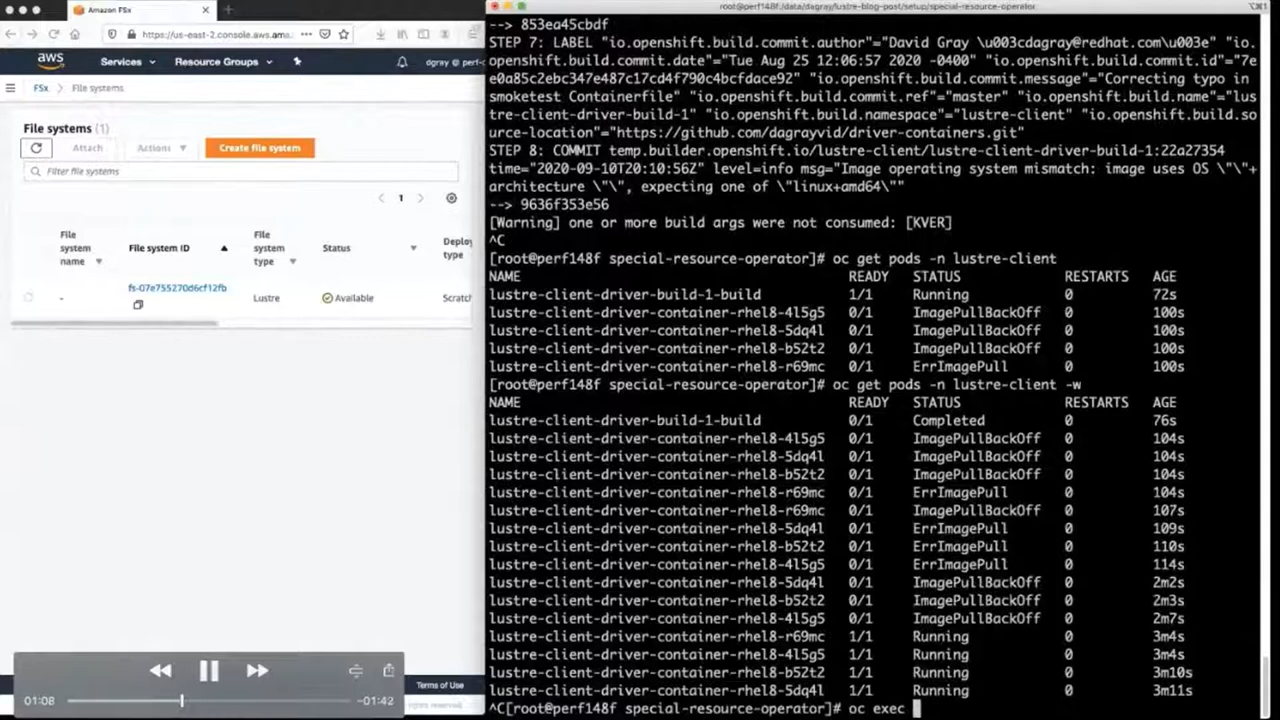 Amazon FSx
https://us-east-2.console.aws.ama
aws
Services
Resource Groups
dgray @ perf-c
FSx
File systems
File systems (1)
Attach
Actions
Create file system
Filter file systems
1
File system name
File system ID
File system type
Status
Deploy type
-
fs-07e755270d6cf12fb
Lustre
Available
Scratch
01:08
-01:42
Terms of Use
rights reserved.
root@perf148f:/data/dagray/lustre-blog-post/setup/special-resource-operator
⌥⌘1
--> 853ea45cbdf
STEP 7: LABEL "io.openshift.build.commit.author"="David Gray \u003cdagray@redhat.com\u003e" "io.
openshift.build.commit.date"="Tue Aug 25 12:06:57 2020 -0400" "io.openshift.build.commit.id"="7e
e0a85c2ebc347e487c17cd4f790c4bcfdace92" "io.openshift.build.commit.message"="Correcting typo in
smoketest Containerfile" "io.openshift.build.commit.ref"="master" "io.openshift.build.name"="lus
tre-client-driver-build-1" "io.openshift.build.namespace"="lustre-client" "io.openshift.build.so
urce-location"="https://github.com/dagrayvid/driver-containers.git"
STEP 8: COMMIT temp.builder.openshift.io/lustre-client/lustre-client-driver-build-1:22a27354
time="2020-09-10T20:10:56Z" level=info msg="Image operating system mismatch: image uses OS \"\"+
architecture \"\", expecting one of \"linux+amd64\""
--> 9636f353e56
[Warning] one or more build args were not consumed: [KVER]
^C
[root@perf148f special-resource-operator]# oc get pods -n lustre-client
NAME READY STATUS RESTARTS AGE
lustre-client-driver-build-1-build 1/1 Running 0 72s
lustre-client-driver-container-rhel8-4l5g5 0/1 ImagePullBackOff 0 100s
lustre-client-driver-container-rhel8-5dq4l 0/1 ImagePullBackOff 0 100s
lustre-client-driver-container-rhel8-b52t2 0/1 ImagePullBackOff 0 100s
lustre-client-driver-container-rhel8-r69mc 0/1 ErrImagePull 0 100s
[root@perf148f special-resource-operator]# oc get pods -n lustre-client -w
NAME READY STATUS RESTARTS AGE
lustre-client-driver-build-1-build 0/1 Completed 0 76s
lustre-client-driver-container-rhel8-4l5g5 0/1 ImagePullBackOff 0 104s
lustre-client-driver-container-rhel8-5dq4l 0/1 ImagePullBackOff 0 104s
lustre-client-driver-container-rhel8-b52t2 0/1 ImagePullBackOff 0 104s
lustre-client-driver-container-rhel8-r69mc 0/1 ErrImagePull 0 104s
lustre-client-driver-container-rhel8-r69mc 0/1 ImagePullBackOff 0 107s
lustre-client-driver-container-rhel8-5dq4l 0/1 ErrImagePull 0 109s
lustre-client-driver-container-rhel8-b52t2 0/1 ErrImagePull 0 110s
lustre-client-driver-container-rhel8-4l5g5 0/1 ErrImagePull 0 114s
lustre-client-driver-container-rhel8-5dq4l 0/1 ImagePullBackOff 0 2m2s
lustre-client-driver-container-rhel8-b52t2 0/1 ImagePullBackOff 0 2m3s
lustre-client-driver-container-rhel8-4l5g5 0/1 ImagePullBackOff 0 2m7s
lustre-client-driver-container-rhel8-r69mc 1/1 Running 0 3m4s
lustre-client-driver-container-rhel8-4l5g5 1/1 Running 0 3m4s
lustre-client-driver-container-rhel8-b52t2 1/1 Running 0 3m10s
lustre-client-driver-container-rhel8-5dq4l 1/1 Running 0 3m11s
^C[root@perf148f special-resource-operator]# oc exec